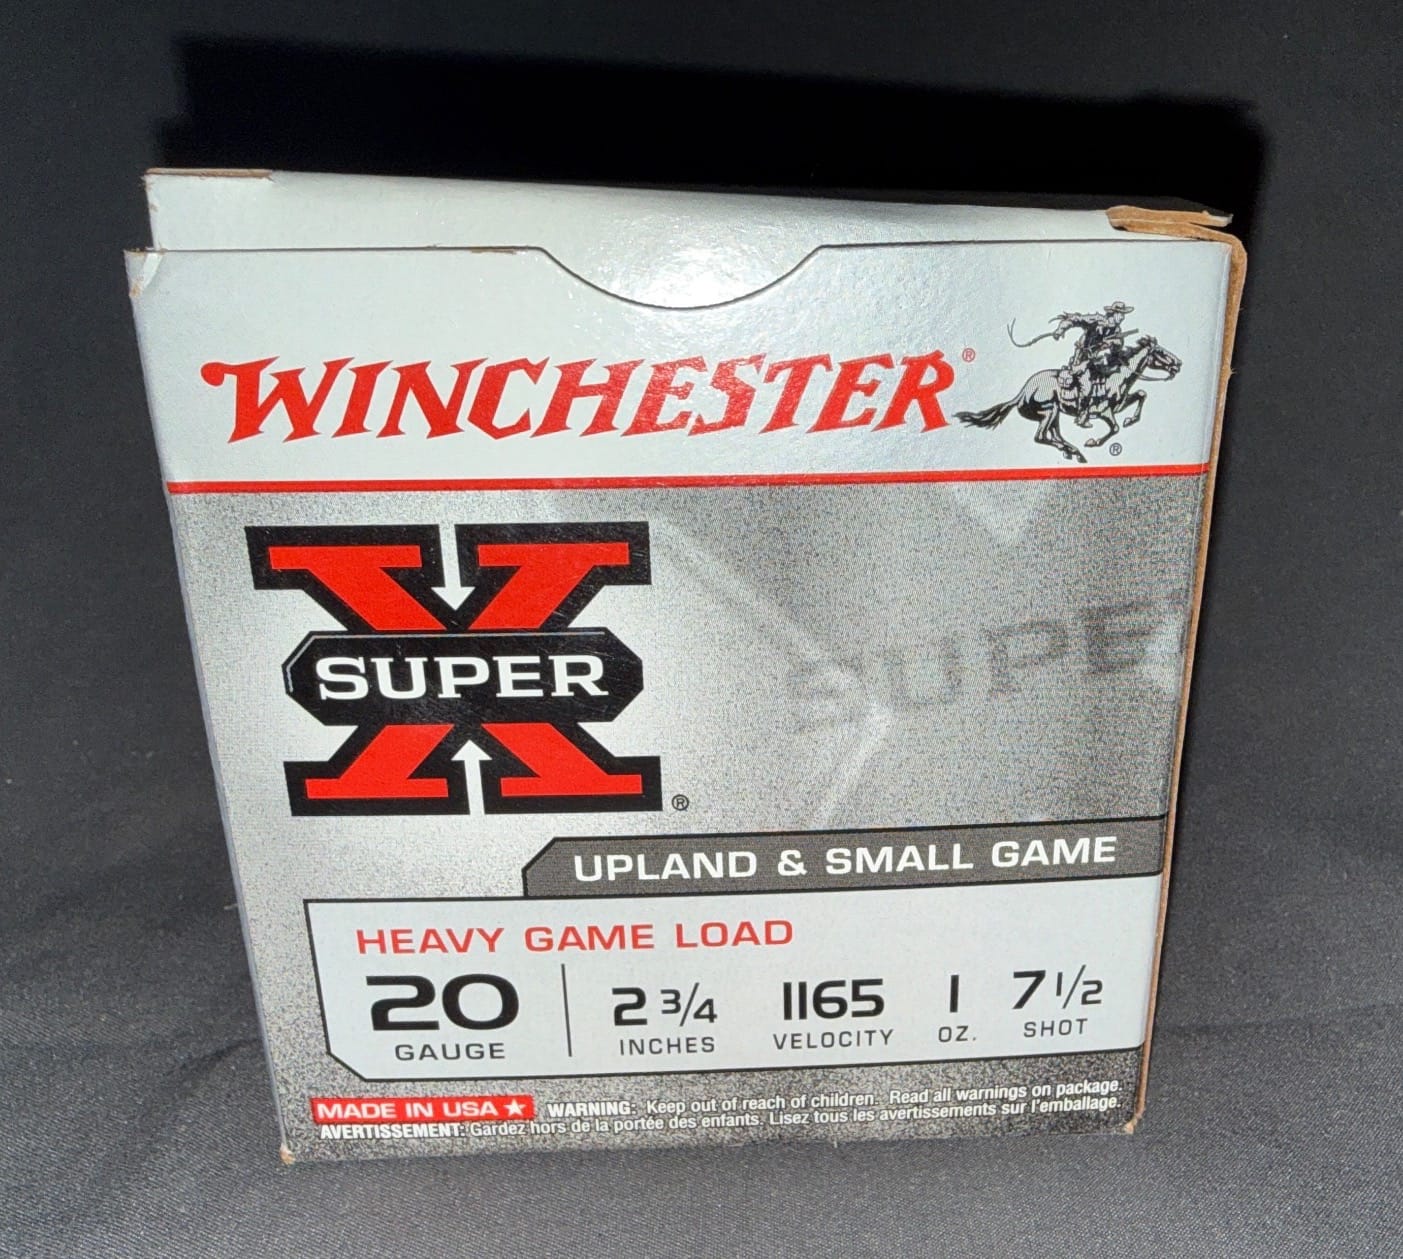 WINCHESTER®
®
SUPER
X
®
SUPE
UPLAND & SMALL GAME
HEAVY GAME LOAD
20 2 3/4 1165 1 7 1/2
GAUGE INCHES VELOCITY OZ. SHOT
MADE IN USA ★ WARNING: Keep out of reach of children. Read all warnings on package.
AVERTISSEMENT: Gardez hors de la portée des enfants. Lisez tous les avertissements sur l'emballage.